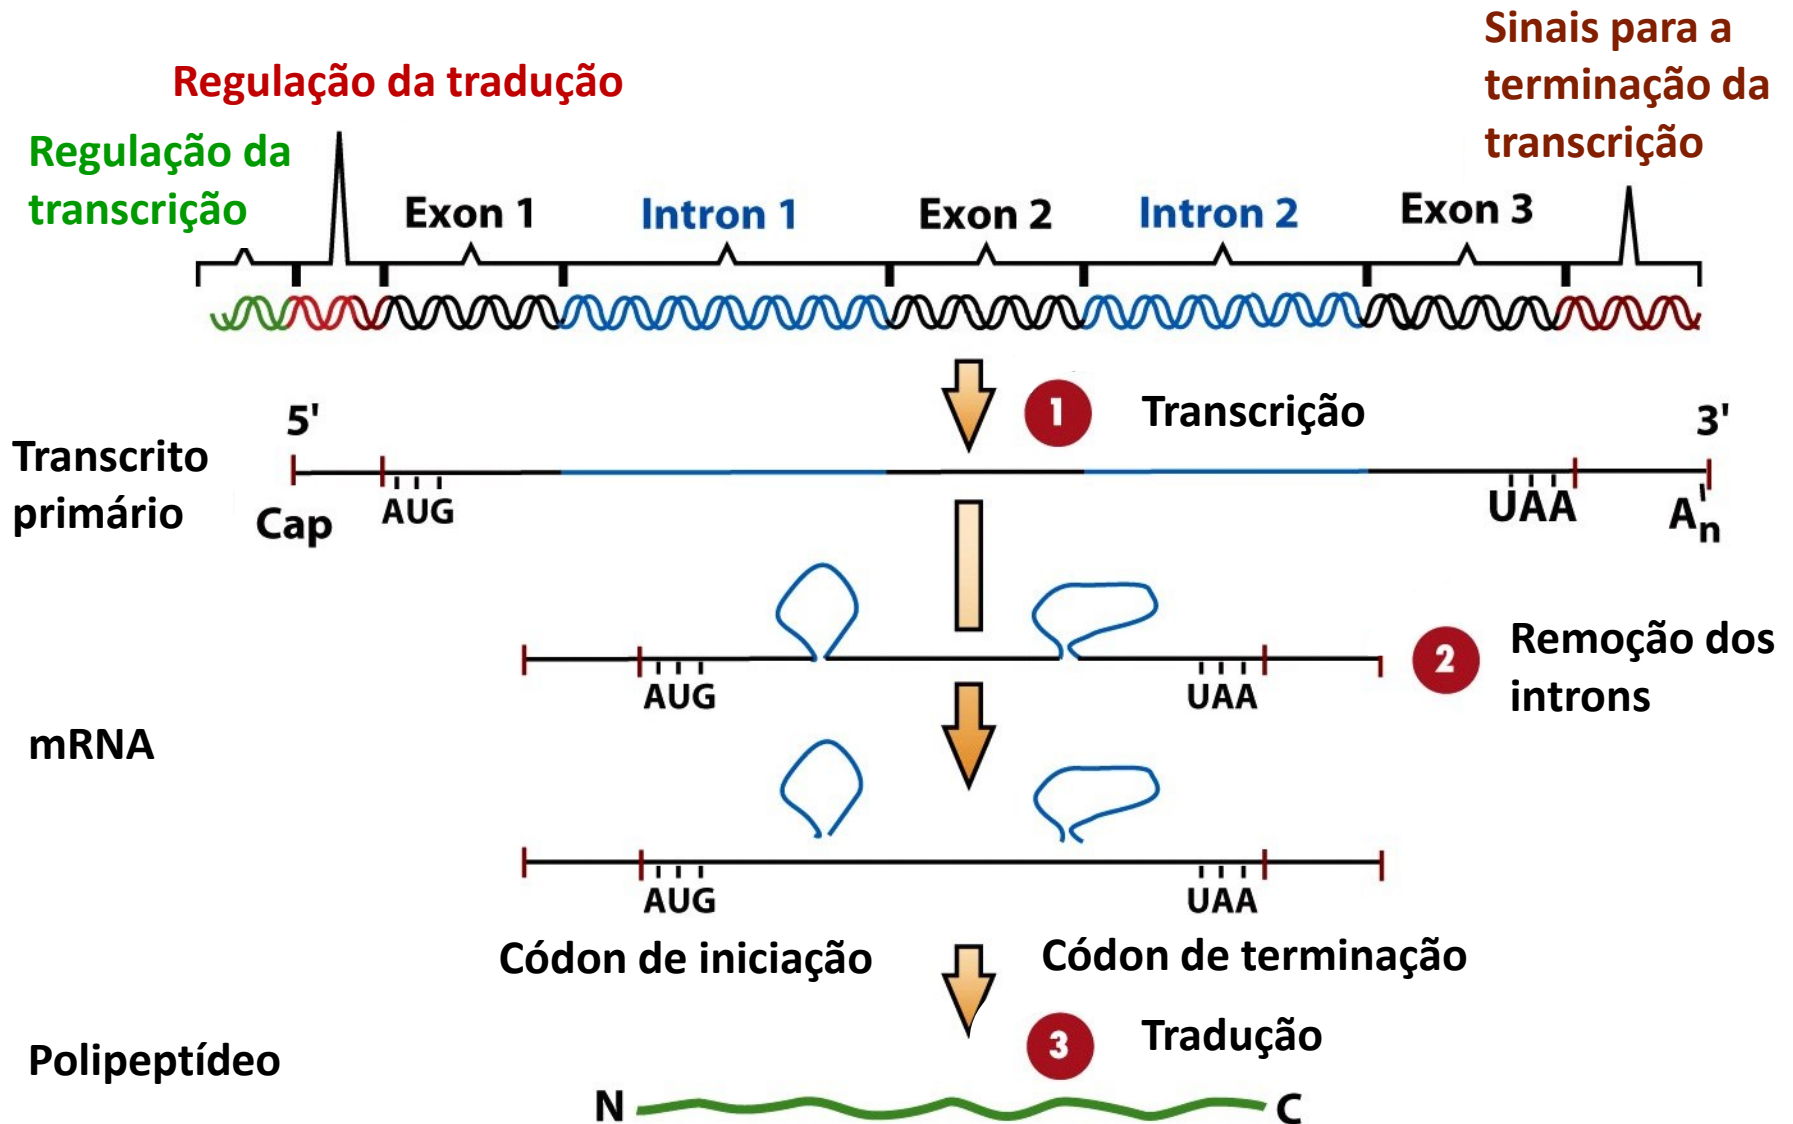 Sinais para a
terminação da
transcrição
Regulação da tradução
Regulação da
transcrição
Exon 1
Intron 1
Exon 2
Intron 2
Exon 3
1
Transcrição
5'
3'
Transcrito
primário
Cap
AUG
UAA
A'n
2
Remoção dos
introns
AUG
UAA
mRNA
AUG
UAA
Códon de iniciação
Códon de terminação
3
Tradução
Polipeptídeo
N
C